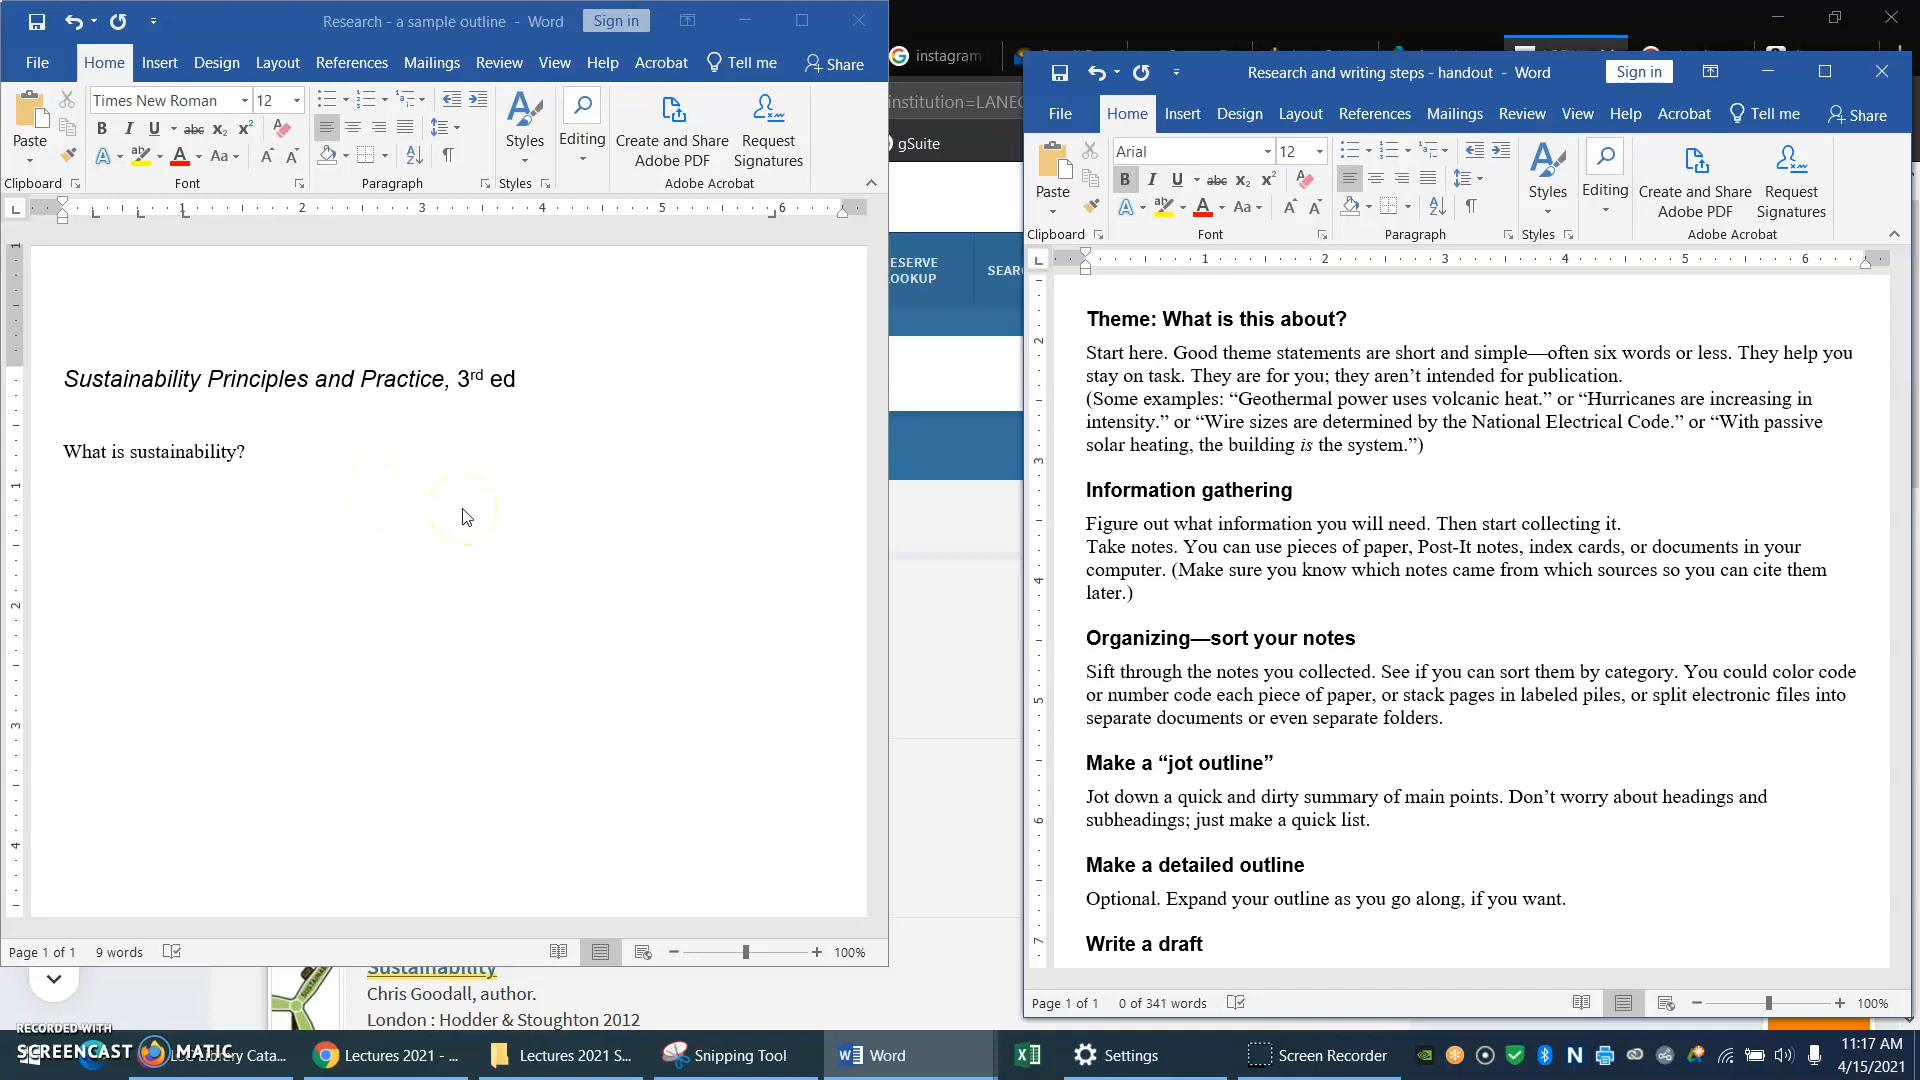 Research - a sample outline - Word
Sign in
File Home Insert Design Layout References Mailings Review View Help Acrobat Tell me Share
Times New Roman 12
Paste
Styles
Editing
Create and Share Adobe PDF
Request Signatures
Clipboard Font Paragraph Styles Adobe Acrobat
1 2 3 4 5 6
Sustainability Principles and Practice, 3rd ed
What is sustainability?
Page 1 of 1 9 words 100%
instagram
institution=LANEC
gSuite
ESERVE
OOKUP
SEARC
Research and writing steps - handout - Word
Sign in
File Home Insert Design Layout References Mailings Review View Help Acrobat Tell me Share
Arial 12
Paste
Styles
Editing
Create and Share Adobe PDF
Request Signatures
Clipboard Font Paragraph Styles Adobe Acrobat
1 2 3 4 5 6
Theme: What is this about?
Start here. Good theme statements are short and simple—often six words or less. They help you
stay on task. They are for you; they aren’t intended for publication.
(Some examples: “Geothermal power uses volcanic heat.” or “Hurricanes are increasing in
intensity.” or “Wire sizes are determined by the National Electrical Code.” or “With passive
solar heating, the building is the system.”)
Information gathering
Figure out what information you will need. Then start collecting it.
Take notes. You can use pieces of paper, Post-It notes, index cards, or documents in your
computer. (Make sure you know which notes came from which sources so you can cite them
later.)
Organizing—sort your notes
Sift through the notes you collected. See if you can sort them by category. You could color code
or number code each piece of paper, or stack pages in labeled piles, or split electronic files into
separate documents or even separate folders.
Make a “jot outline”
Jot down a quick and dirty summary of main points. Don’t worry about headings and
subheadings; just make a quick list.
Make a detailed outline
Optional. Expand your outline as you go along, if you want.
Write a draft
Page 1 of 1 0 of 341 words 100%
Sustainability
Chris Goodall, author.
London : Hodder & Stoughton 2012
RECORDED WITH
SCREENCAST MATIC
Library Cata...
Lectures 2021 - ...
Lectures 2021 S...
Snipping Tool
Word
Settings
Screen Recorder
11:17 AM
4/15/2021